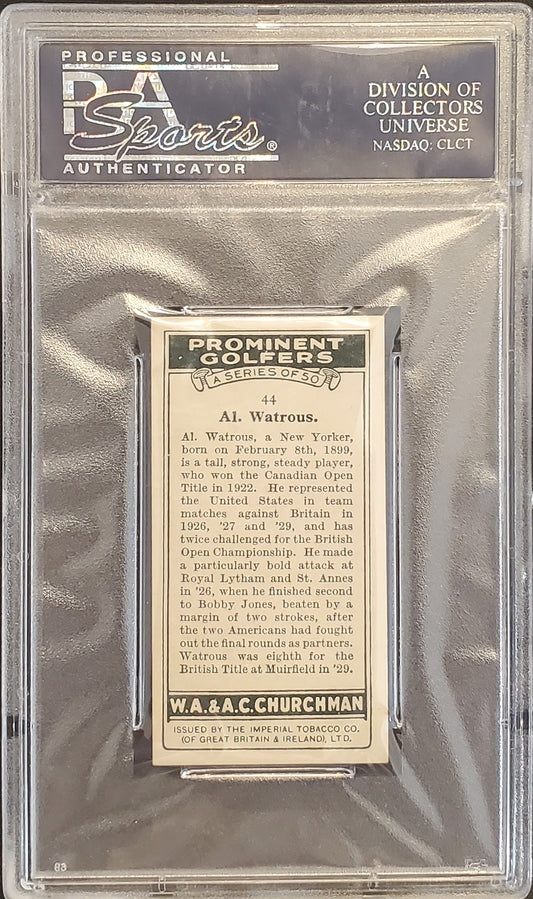 PROFESSIONAL
PSA
Sports®
AUTHENTICATOR
A
DIVISION OF
COLLECTORS
UNIVERSE
NASDAQ: CLCT
PROMINENT
GOLFERS
A SERIES OF 50
44
Al. Watrous.
Al. Watrous, a New Yorker,
born on February 8th, 1899,
is a tall, strong, steady player,
who won the Canadian Open
Title in 1922. He represented
the United States in team
matches against Britain in
1926, '27 and '29, and has
twice challenged for the British
Open Championship. He made
a particularly bold attack at
Royal Lytham and St. Annes
in '26, when he finished second
to Bobby Jones, beaten by a
margin of two strokes, after
the two Americans had fought
out the final rounds as partners.
Watrous was eighth for the
British Title at Muirfield in '29.
W.A. & A.C. CHURCHMAN
ISSUED BY THE IMPERIAL TOBACCO CO.
(OF GREAT BRITAIN & IRELAND), LTD.